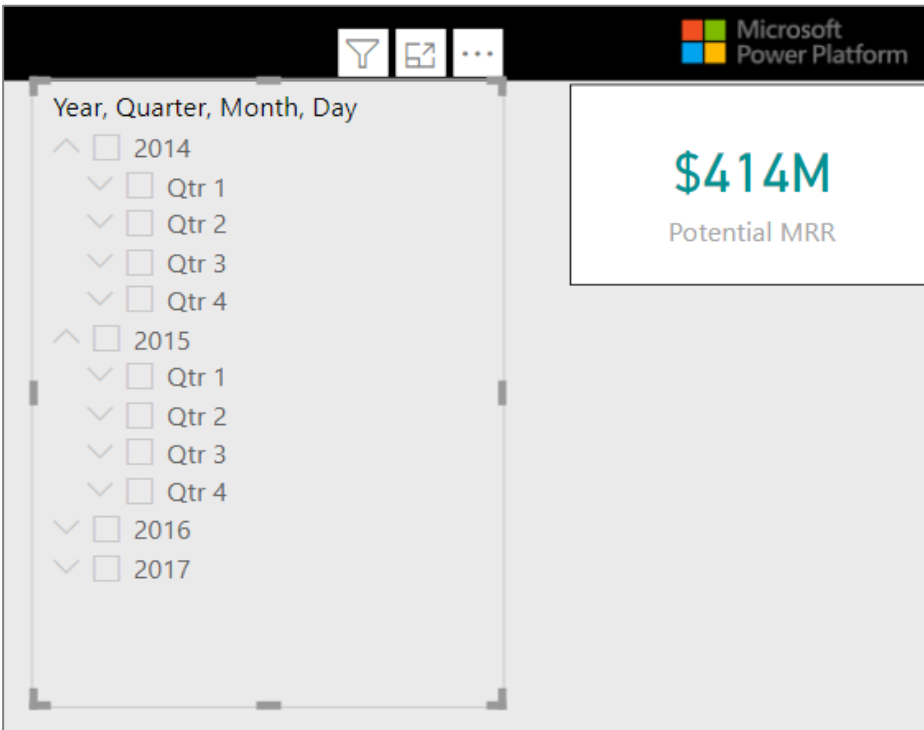 Microsoft
Power Platform
Year, Quarter, Month, Day
2014
Qtr 1
Qtr 2
Qtr 3
Qtr 4
2015
Qtr 1
Qtr 2
Qtr 3
Qtr 4
2016
2017
$414M
Potential MRR